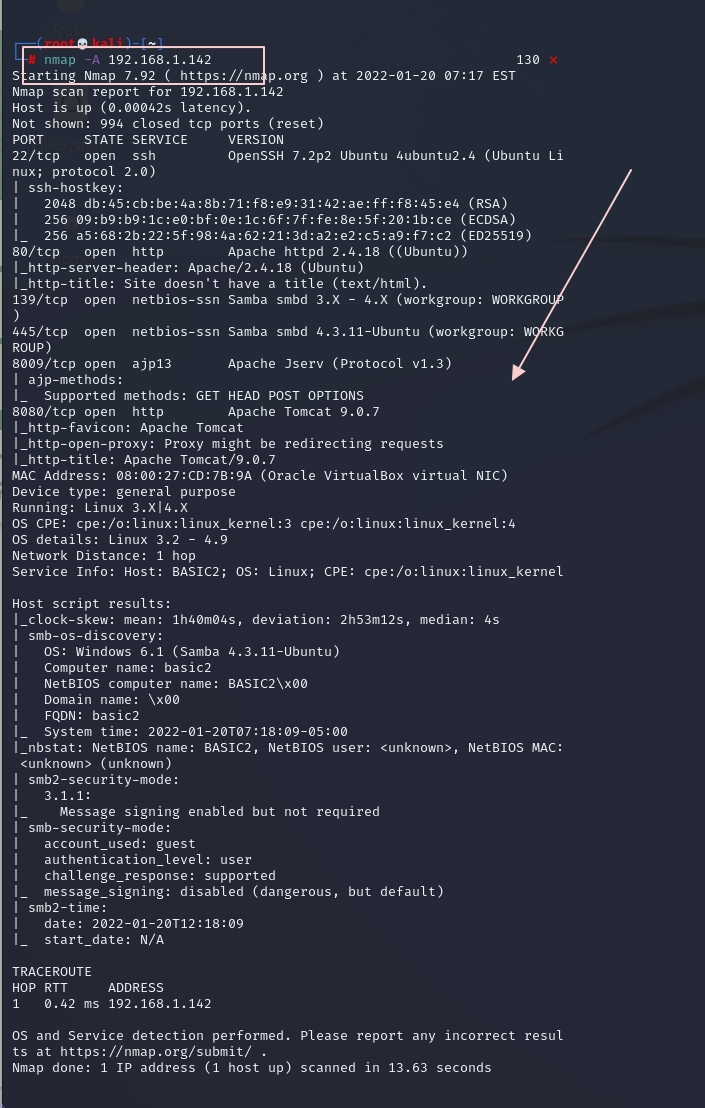 ┌──(root💀kali)-[~]
└─# nmap -A 192.168.1.142 130 ⨯
Starting Nmap 7.92 ( https://nmap.org ) at 2022-01-20 07:17 EST
Nmap scan report for 192.168.1.142
Host is up (0.00042s latency).
Not shown: 994 closed tcp ports (reset)
PORT     STATE SERVICE     VERSION
22/tcp   open  ssh         OpenSSH 7.2p2 Ubuntu 4ubuntu2.4 (Ubuntu Li
nux; protocol 2.0)
| ssh-hostkey:
|   2048 db:45:cb:be:4a:8b:71:f8:e9:31:42:ae:ff:f8:45:e4 (RSA)
|   256 09:b9:b9:1c:e0:bf:0e:1c:6f:7f:fe:8e:5f:20:1b:ce (ECDSA)
|_  256 a5:68:2b:22:5f:98:4a:62:21:3d:a2:e2:c5:a9:f7:c2 (ED25519)
80/tcp   open  http        Apache httpd 2.4.18 ((Ubuntu))
|_http-server-header: Apache/2.4.18 (Ubuntu)
|_http-title: Site doesn't have a title (text/html).
139/tcp  open  netbios-ssn Samba smbd 3.X - 4.X (workgroup: WORKGROUP
)
445/tcp  open  netbios-ssn Samba smbd 4.3.11-Ubuntu (workgroup: WORKG
ROUP)
8009/tcp open  ajp13       Apache Jserv (Protocol v1.3)
| ajp-methods:
|_  Supported methods: GET HEAD POST OPTIONS
8080/tcp open  http        Apache Tomcat 9.0.7
|_http-favicon: Apache Tomcat
|_http-open-proxy: Proxy might be redirecting requests
|_http-title: Apache Tomcat/9.0.7
MAC Address: 08:00:27:CD:7B:9A (Oracle VirtualBox virtual NIC)
Device type: general purpose
Running: Linux 3.X|4.X
OS CPE: cpe:/o:linux:linux_kernel:3 cpe:/o:linux:linux_kernel:4
OS details: Linux 3.2 - 4.9
Network Distance: 1 hop
Service Info: Host: BASIC2; OS: Linux; CPE: cpe:/o:linux:linux_kernel
Host script results:
|_clock-skew: mean: 1h40m04s, deviation: 2h53m12s, median: 4s
| smb-os-discovery:
|   OS: Windows 6.1 (Samba 4.3.11-Ubuntu)
|   Computer name: basic2
|   NetBIOS computer name: BASIC2\x00
|   Domain name: \x00
|   FQDN: basic2
|_  System time: 2022-01-20T07:18:09-05:00
|_nbstat: NetBIOS name: BASIC2, NetBIOS user: <unknown>, NetBIOS MAC:
 <unknown> (unknown)
| smb2-security-mode:
|   3.1.1:
|_    Message signing enabled but not required
| smb-security-mode:
|   account_used: guest
|   authentication_level: user
|   challenge_response: supported
|_  message_signing: disabled (dangerous, but default)
| smb2-time:
|   date: 2022-01-20T12:18:09
|_  start_date: N/A
TRACEROUTE
HOP RTT     ADDRESS
1   0.42 ms 192.168.1.142
OS and Service detection performed. Please report any incorrect resul
ts at https://nmap.org/submit/ .
Nmap done: 1 IP address (1 host up) scanned in 13.63 seconds